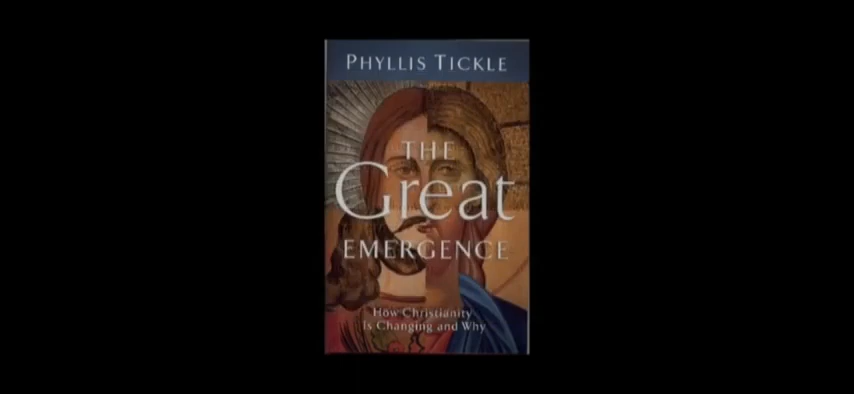 PHYLLIS TICKLE
THE
Great
EMERGENCE
How Christianity
Is Changing and Why